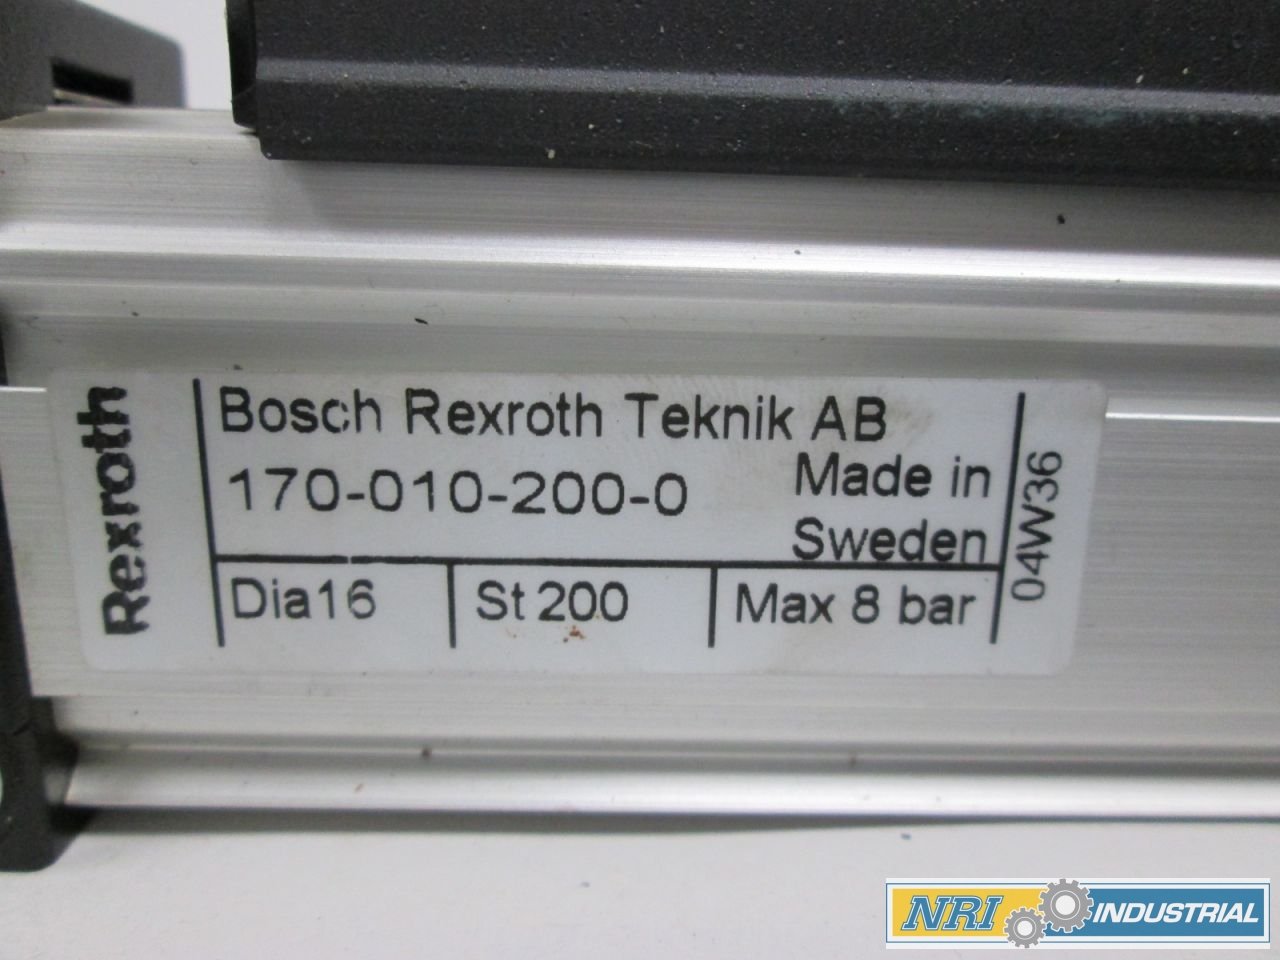 Rexroth
Bosch Rexroth Teknik AB
170-010-200-0
Made in
Sweden
Dia16
St 200
Max 8 bar
04W36
NRI INDUSTRIAL